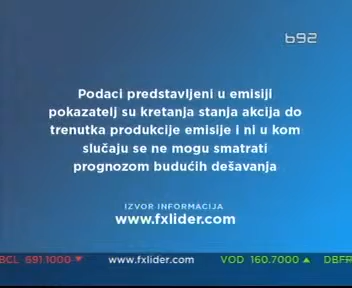 b92
Podaci predstavljeni u emisiji
pokazatelj su kretanja stanja akcija do
trenutka produkcije emisije i ni u kom
slučaju se ne mogu smatrati
prognozom budućih dešavanja
IZVOR INFORMACIJA
www.fxlider.com
BCL 691.1000 ▼ www.fxlider.com VOD 160.7000 ▲ DBFR